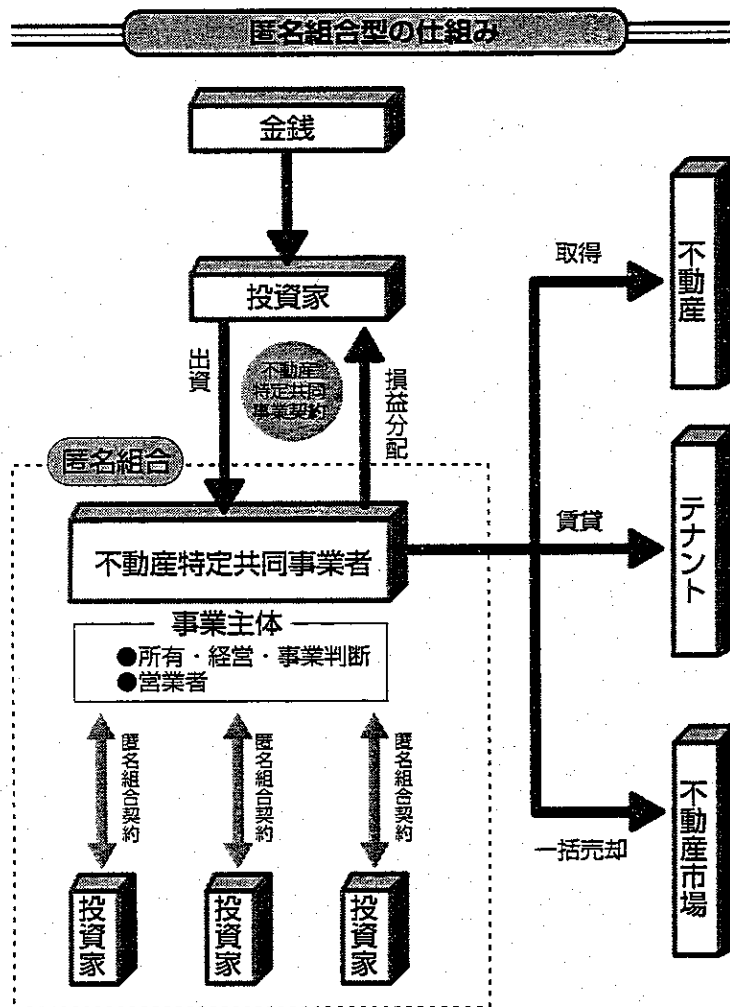 匿名組合型の仕組み
金銭
投資家
出資
不動産
特定共同
事業契約
損益分配
匿名組合
不動産特定共同事業者
事業主体
●所有・経営・事業判断
●営業者
匿名組合契約
匿名組合契約
匿名組合契約
投資家
投資家
投資家
取得
不動産
賃貸
テナント
一括売却
不動産市場